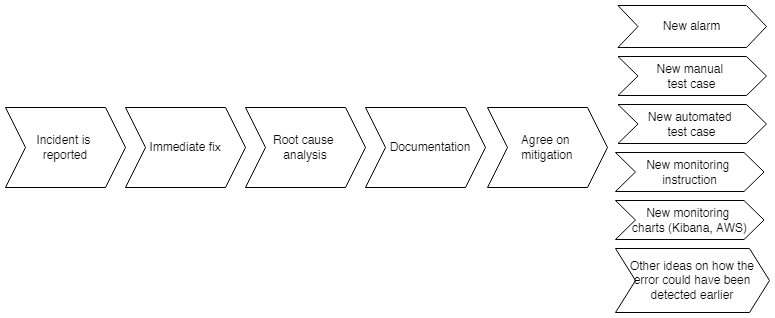 Incident is
reported
Immediate fix
Root cause
analysis
Documentation
Agree on
mitigation
New alarm
New manual
test case
New automated
test case
New monitoring
instruction
New monitoring
charts (Kibana, AWS)
Other ideas on how the
error could have been
detected earlier